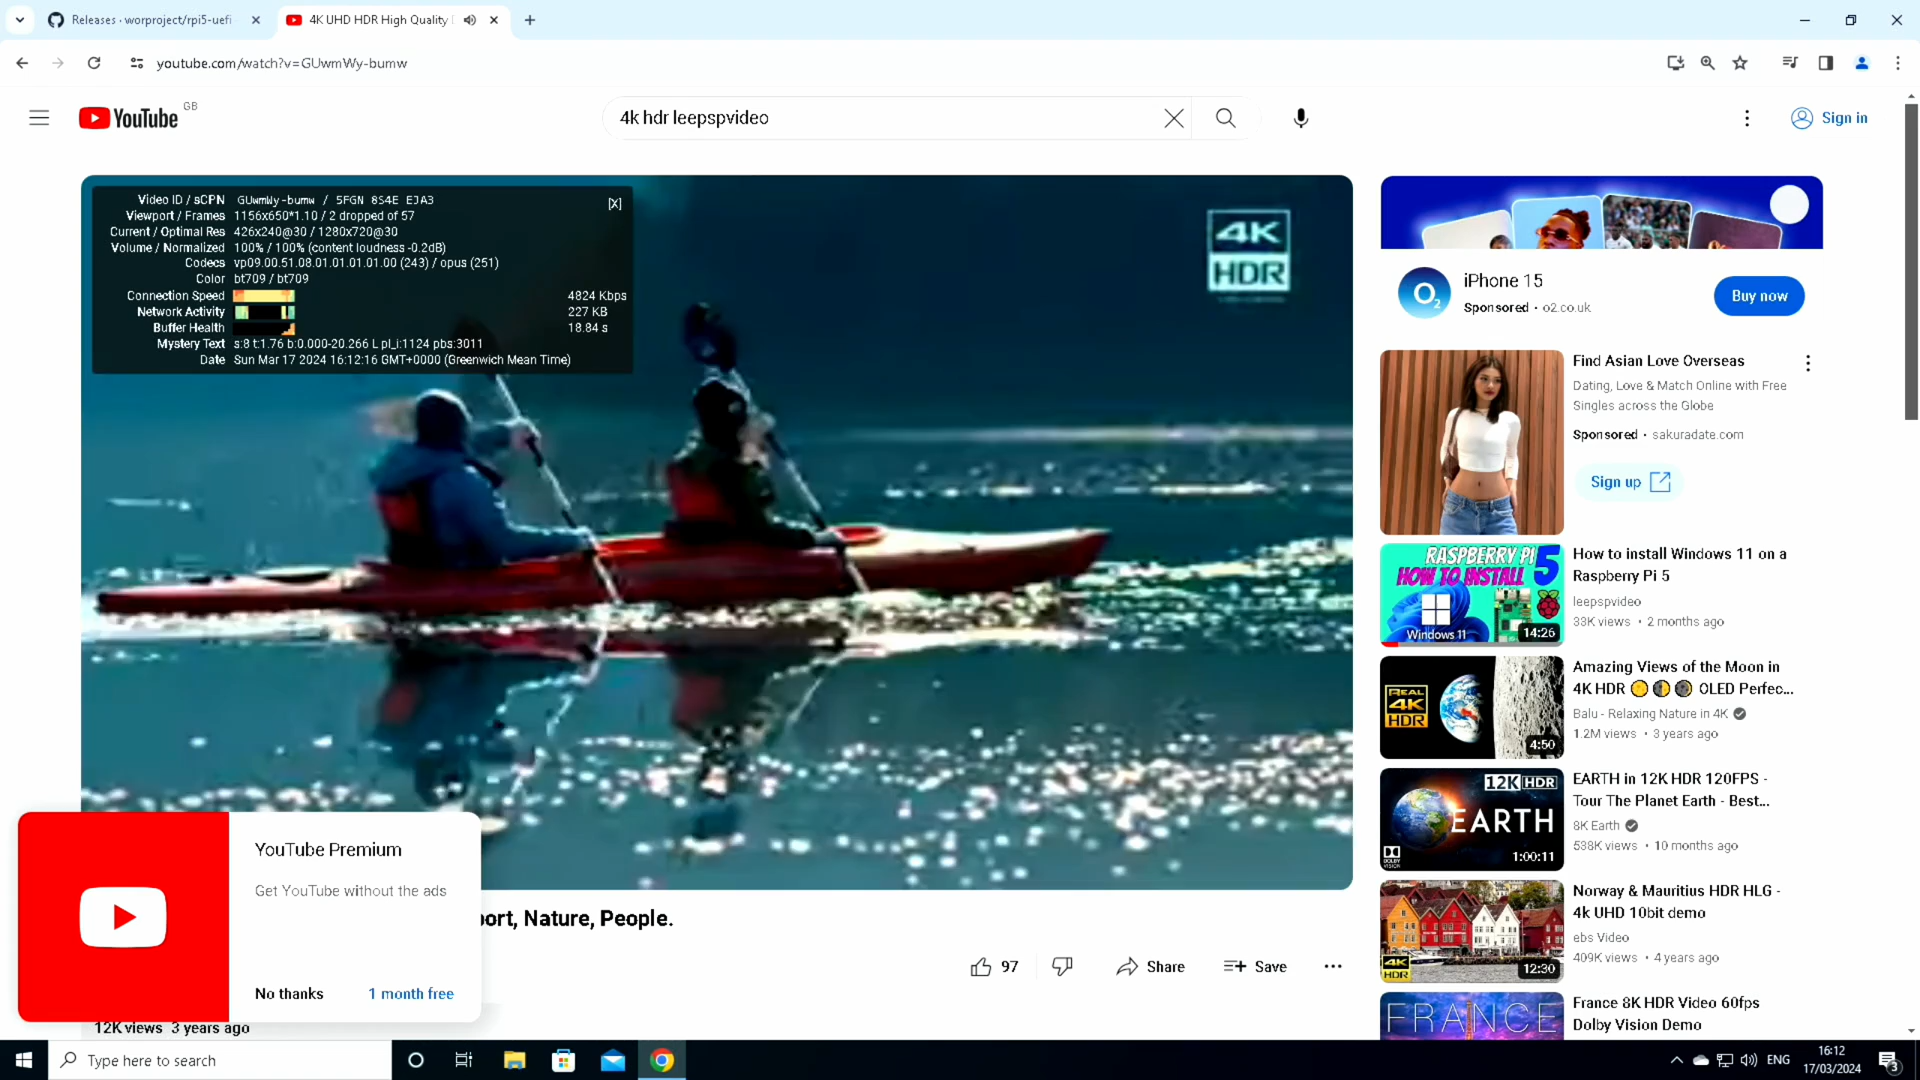 Releases · worproject/rpi5-uefi
4K UHD HDR High Quality
youtube.com/watch?v=GUwmWy-bumw
YouTube GB
4k hdr leepspvideo
Sign in
Video ID / sCPN GUwmWy-bumw / 5FGN 8S4E EJA3
[X]
Viewport / Frames 1156x650*1.10 / 2 dropped of 57
Current / Optimal Res 426x240@30 / 1280x720@30
Volume / Normalized 100% / 100% (content loudness -0.2dB)
Codecs vp09.00.51.08.01.01.01.01.00 (243) / opus (251)
Color bt709 / bt709
Connection Speed 4824 Kbps
Network Activity 227 KB
Buffer Health 18.84 s
Mystery Text s:8 t:1.76 b:0.000-20.266 L pl_i:1124 pbs:3011
Date Sun Mar 17 2024 16:12:16 GMT+0000 (Greenwich Mean Time)
4K
HDR
O2
iPhone 15
Sponsored · o2.co.uk
Buy now
Find Asian Love Overseas
Dating, Love & Match Online with Free
Singles across the Globe
Sponsored · sakuradate.com
Sign up
RASPBERRY PI 5
HOW TO INSTALL
Windows 11
14:26
How to install Windows 11 on a
Raspberry Pi 5
leepspvideo
33K views • 2 months ago
REAL
4K
HDR
4:50
Amazing Views of the Moon in
4K HDR 🌕🌓🌑 OLED Perfec...
Balu - Relaxing Nature in 4K
1.2M views • 3 years ago
12K HDR
EARTH
DOLBY
VISION
1:00:11
EARTH in 12K HDR 120FPS -
Tour The Planet Earth - Best...
8K Earth
538K views • 10 months ago
4K
HDR
12:30
Norway & Mauritius HDR HLG -
4k UHD 10bit demo
ebs Video
409K views • 4 years ago
FRANCE
France 8K HDR Video 60fps
Dolby Vision Demo
YouTube Premium
Get YouTube without the ads
No thanks
1 month free
ort, Nature, People.
97
Share
Save
12K views 3 years ago
Type here to search
ENG
16:12
17/03/2024
3